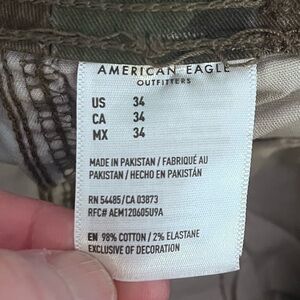 AMERICAN EAGLE
OUTFITTERS
US 34
CA 34
MX 34
MADE IN PAKISTAN / FABRIQUÉ AU
PAKISTAN / HECHO EN PAKISTÁN
RN 54485/CA 03873
RFC# AEM120605U9A
EN 98% COTTON / 2% ELASTANE
EXCLUSIVE OF DECORATION